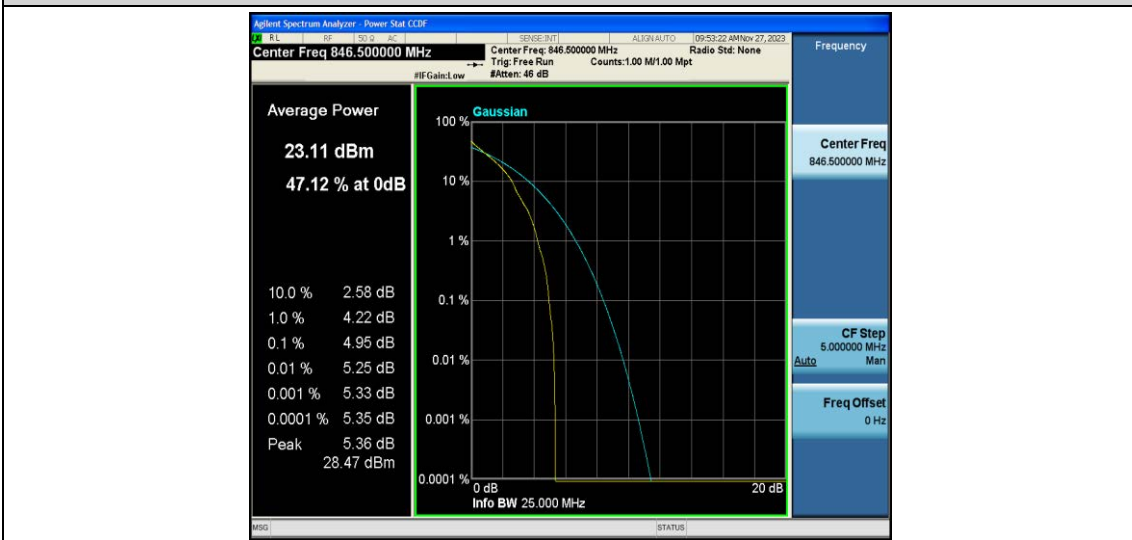 Agilent Spectrum Analyzer - Power Stat CCDF
RL RF 50 Ω AC SENSE:INT ALIGN AUTO 09:53:22 AM Nov 27, 2023
Center Freq 846.500000 MHz
Center Freq: 846.500000 MHz Radio Std: None
Trig: Free Run Counts:1.00 M/1.00 Mpt
#IFGain:Low #Atten: 46 dB
Frequency
Average Power
23.11 dBm
47.12 % at 0dB
10.0 % 2.58 dB
1.0 % 4.22 dB
0.1 % 4.95 dB
0.01 % 5.25 dB
0.001 % 5.33 dB
0.0001 % 5.35 dB
Peak 5.36 dB
28.47 dBm
Gaussian
100 %
10 %
1 %
0.1 %
0.01 %
0.001 %
0.0001 %
0 dB 20 dB
Info BW 25.000 MHz
Center Freq
846.500000 MHz
CF Step
5.000000 MHz
Auto Man
Freq Offset
0 Hz
MSG STATUS